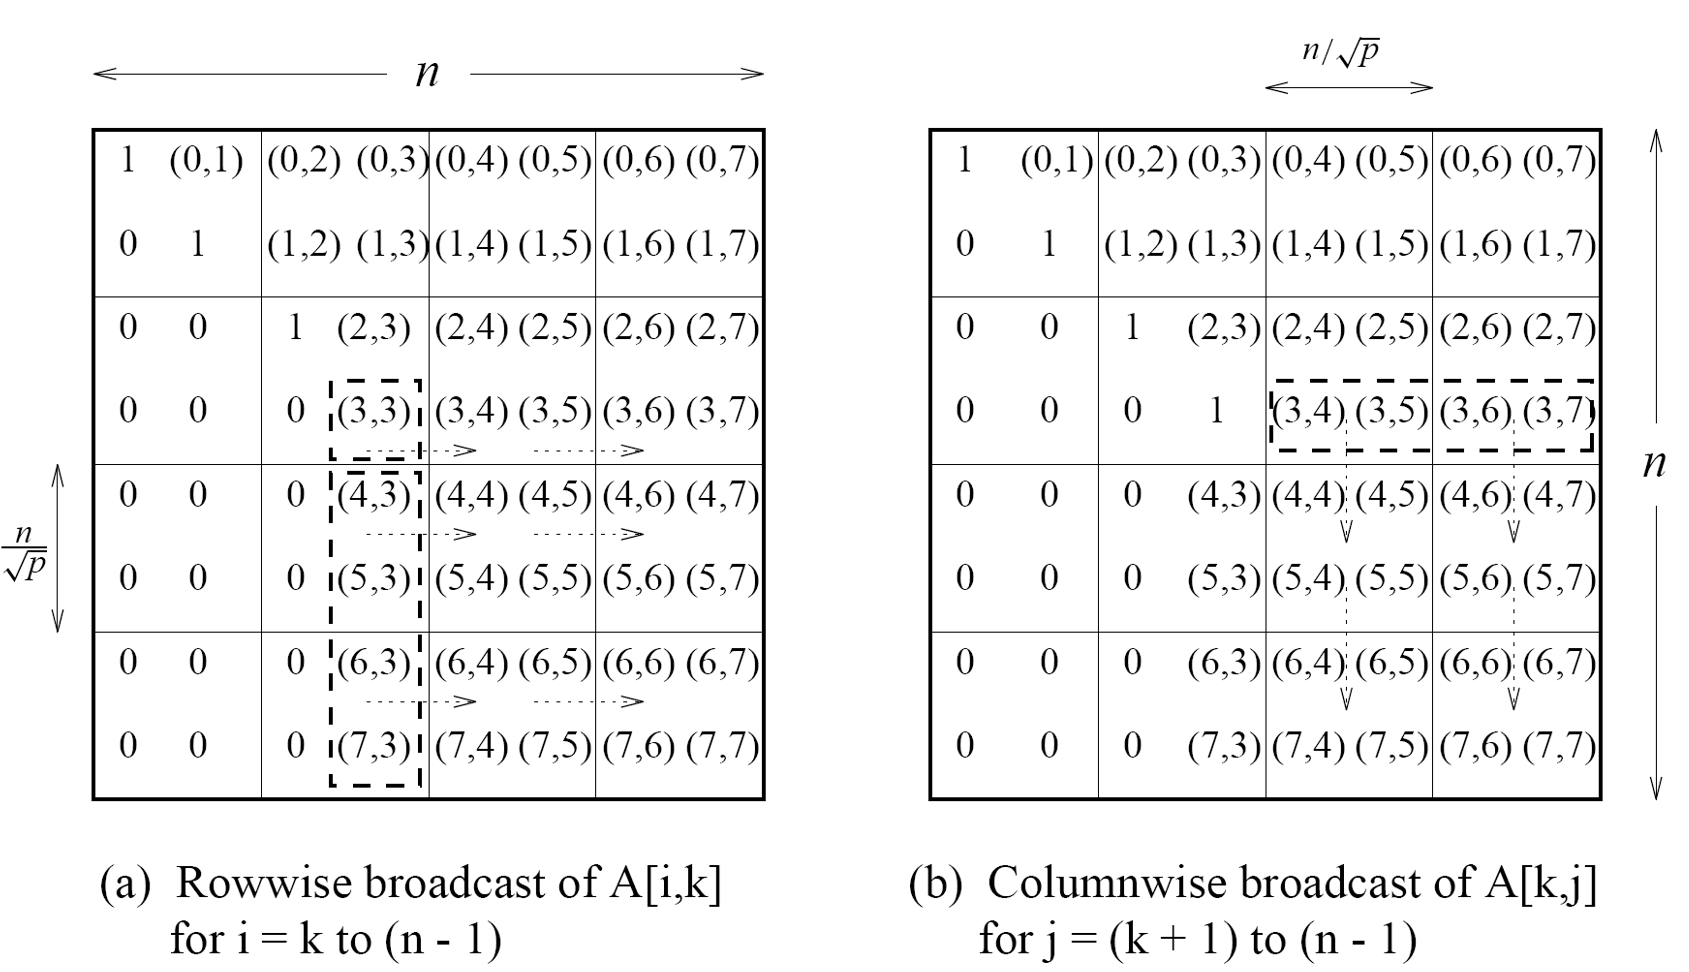 n
n/√p
1 (0,1) (0,2) (0,3) (0,4) (0,5) (0,6) (0,7)
0 1 (1,2) (1,3) (1,4) (1,5) (1,6) (1,7)
0 0 1 (2,3) (2,4) (2,5) (2,6) (2,7)
0 0 0 (3,3) (3,4) (3,5) (3,6) (3,7)
0 0 0 (4,3) (4,4) (4,5) (4,6) (4,7)
0 0 0 (5,3) (5,4) (5,5) (5,6) (5,7)
0 0 0 (6,3) (6,4) (6,5) (6,6) (6,7)
0 0 0 (7,3) (7,4) (7,5) (7,6) (7,7)
(a) Rowwise broadcast of A[i,k]
for i = k to (n - 1)
n/√p
1 (0,1) (0,2) (0,3) (0,4) (0,5) (0,6) (0,7)
0 1 (1,2) (1,3) (1,4) (1,5) (1,6) (1,7)
0 0 1 (2,3) (2,4) (2,5) (2,6) (2,7)
0 0 0 1 (3,4) (3,5) (3,6) (3,7)
0 0 0 (4,3) (4,4) (4,5) (4,6) (4,7)
0 0 0 (5,3) (5,4) (5,5) (5,6) (5,7)
0 0 0 (6,3) (6,4) (6,5) (6,6) (6,7)
0 0 0 (7,3) (7,4) (7,5) (7,6) (7,7)
n
(b) Columnwise broadcast of A[k,j]
for j = (k + 1) to (n - 1)